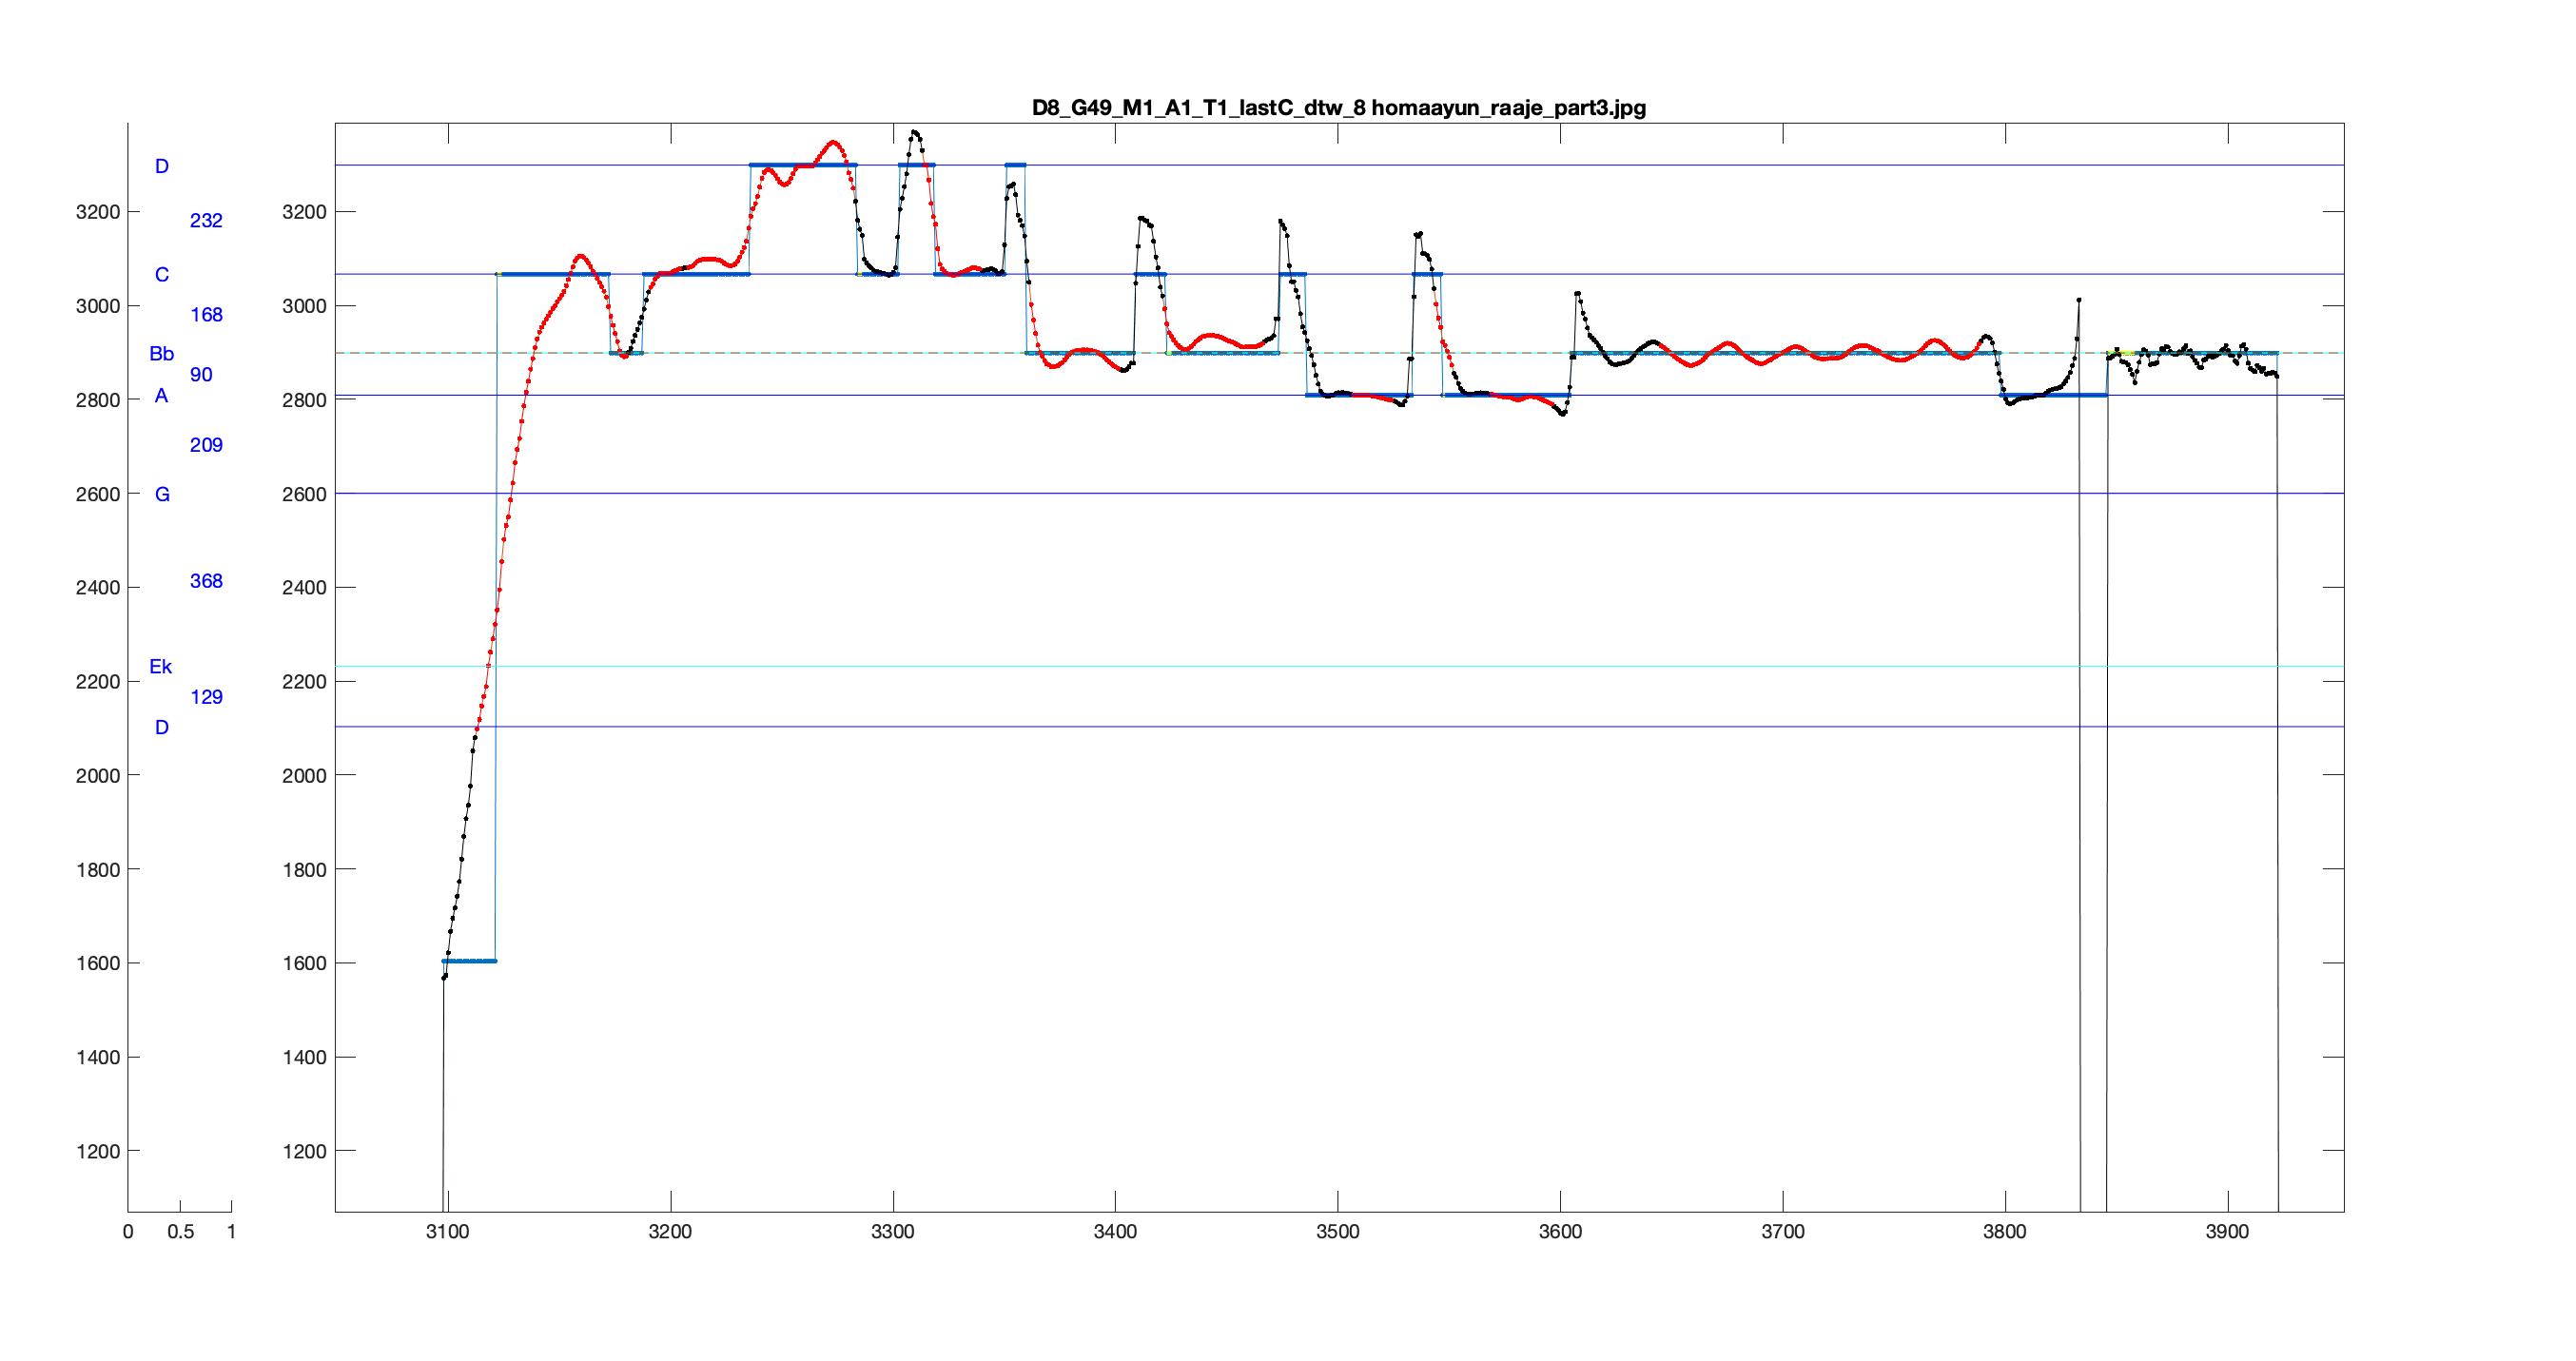 D8_G49_M1_A1_T1_lastC_dtw_8 homaayun_raaje_part3.jpg
D
3200 232 3200
C
3000 168 3000
Bb
90
2800 A 2800
209
2600 G 2600
2400 368 2400
Ek
2200 129 2200
D
2000 2000
1800 1800
1600 1600
1400 1400
1200 1200
0 0.5 1 3100 3200 3300 3400 3500 3600 3700 3800 3900